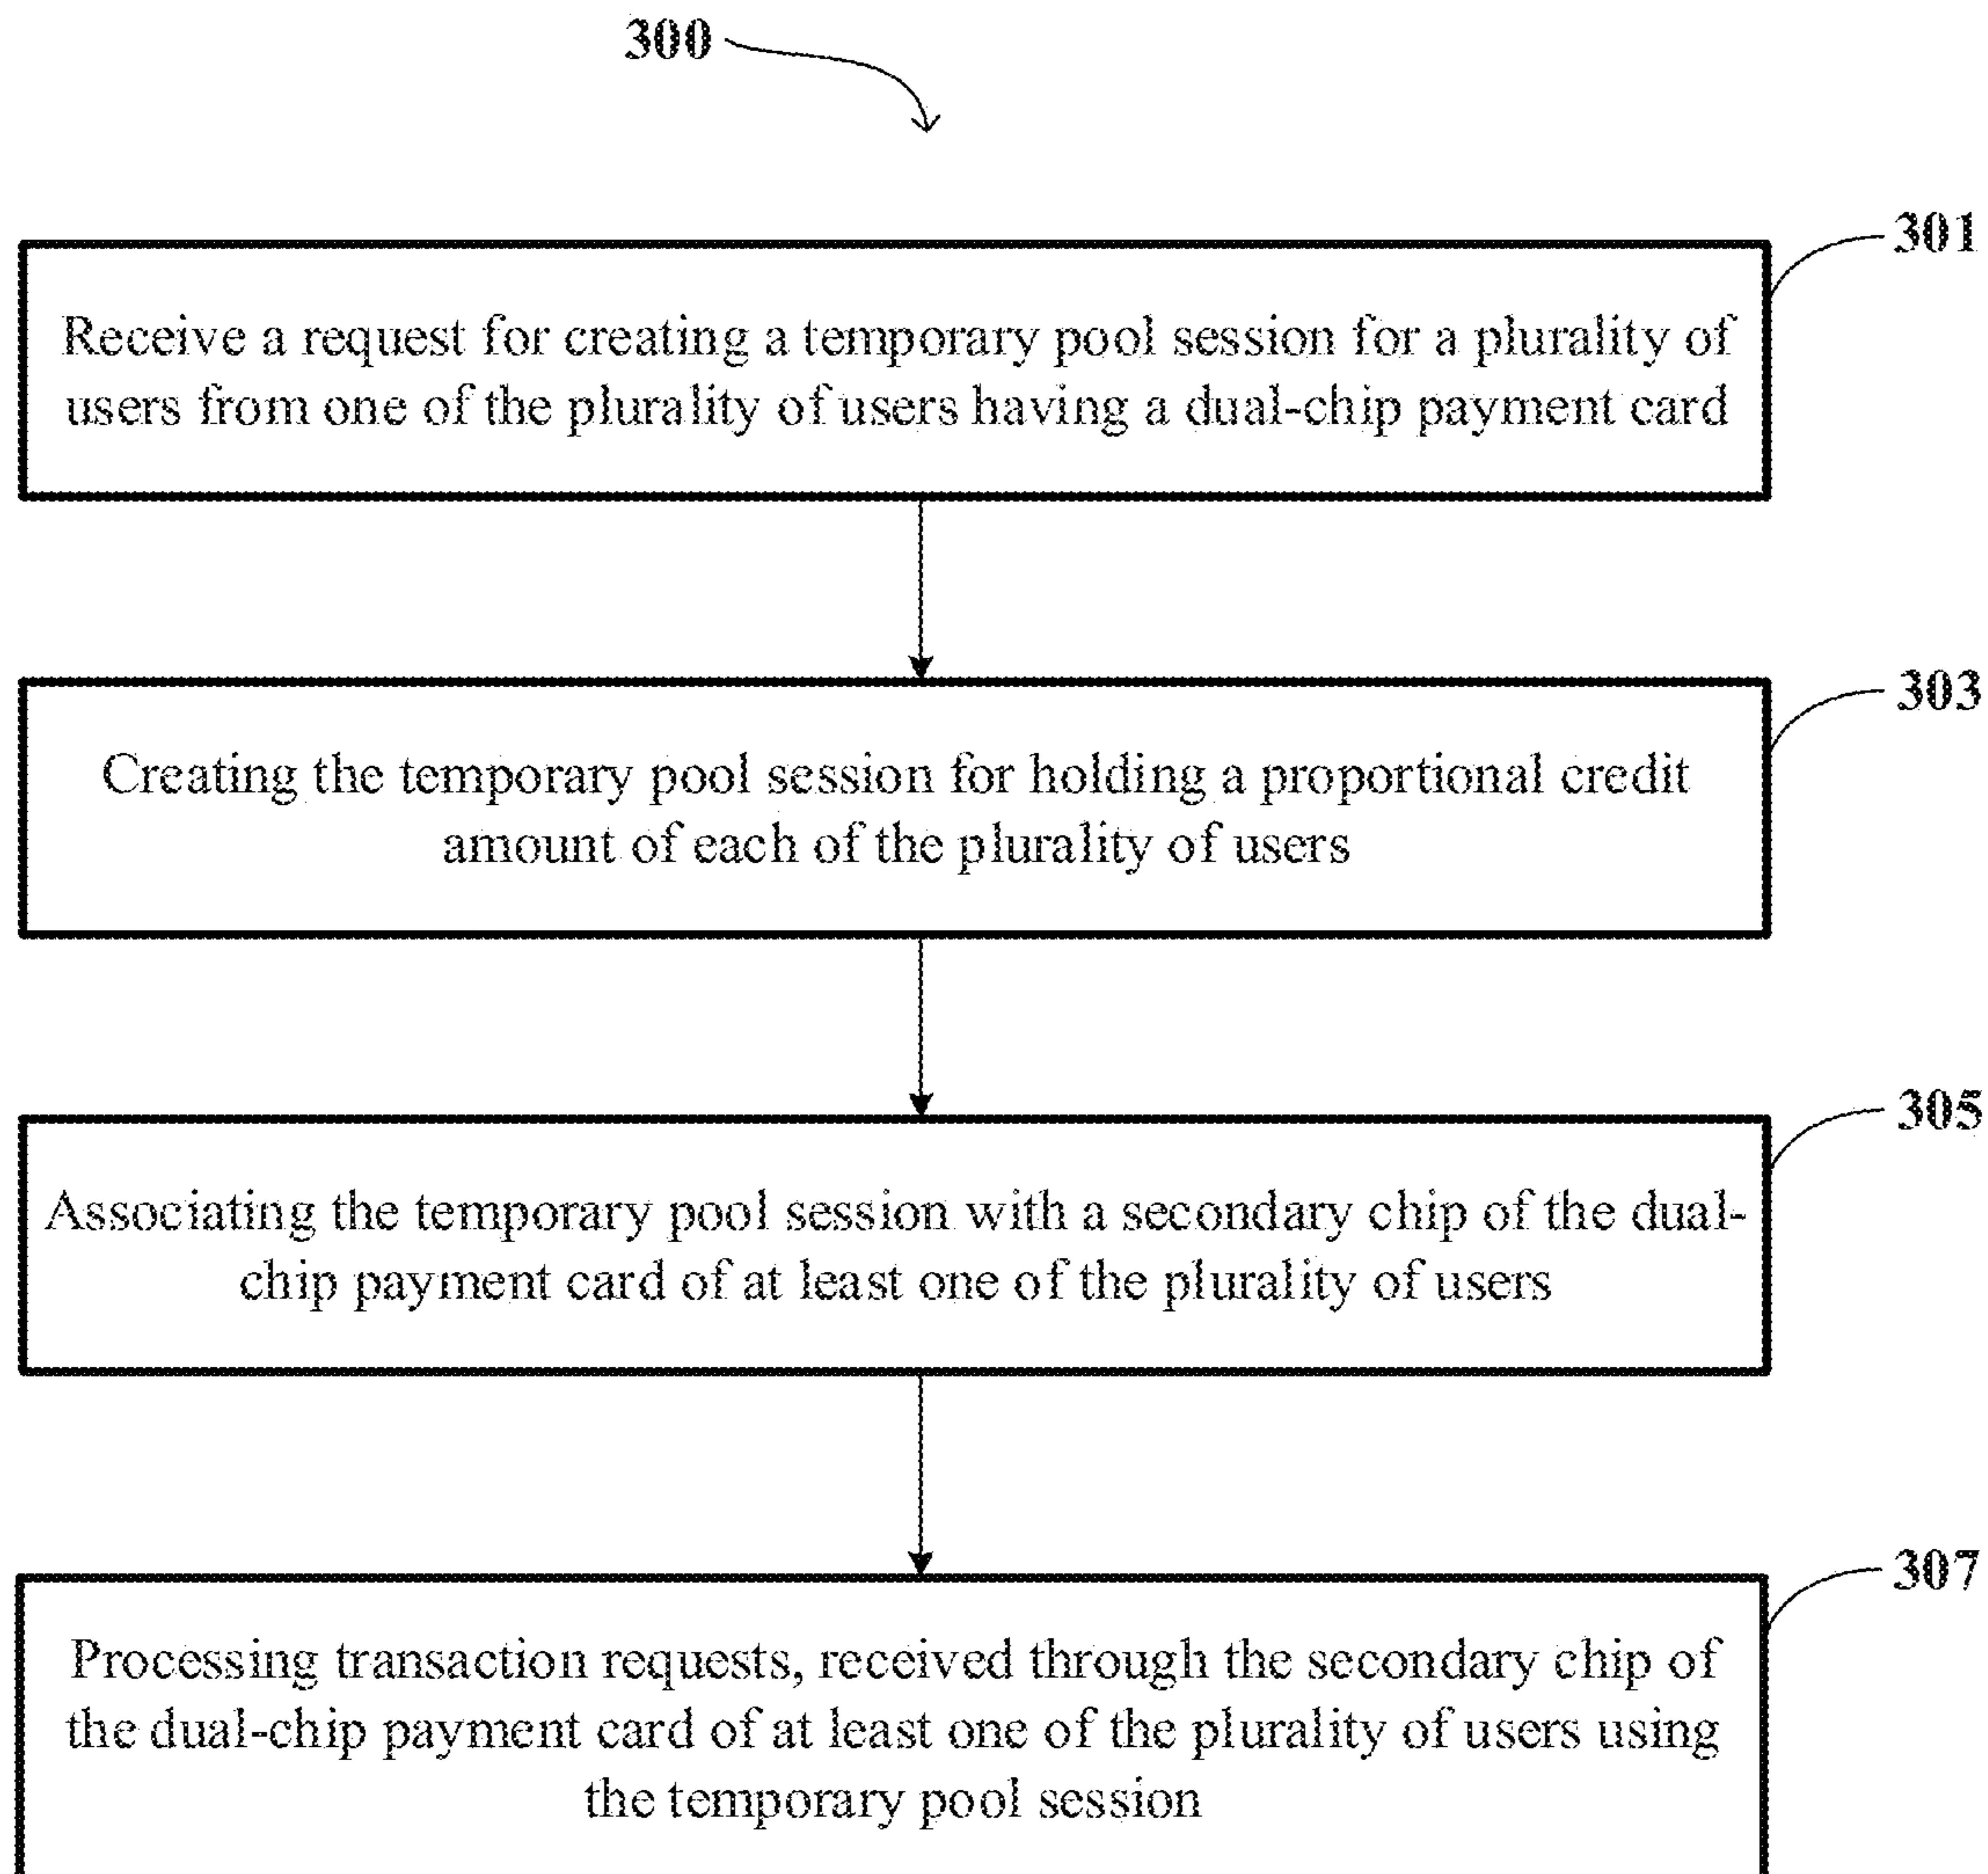 300
301
Receive a request for creating a temporary pool session for a plurality of
users from one of the plurality of users having a dual-chip payment card
303
Creating the temporary pool session for holding a proportional credit
amount of each of the plurality of users
305
Associating the temporary pool session with a secondary chip of the dual-
chip payment card of at least one of the plurality of users
307
Processing transaction requests, received through the secondary chip of
the dual-chip payment card of at least one of the plurality of users using
the temporary pool session